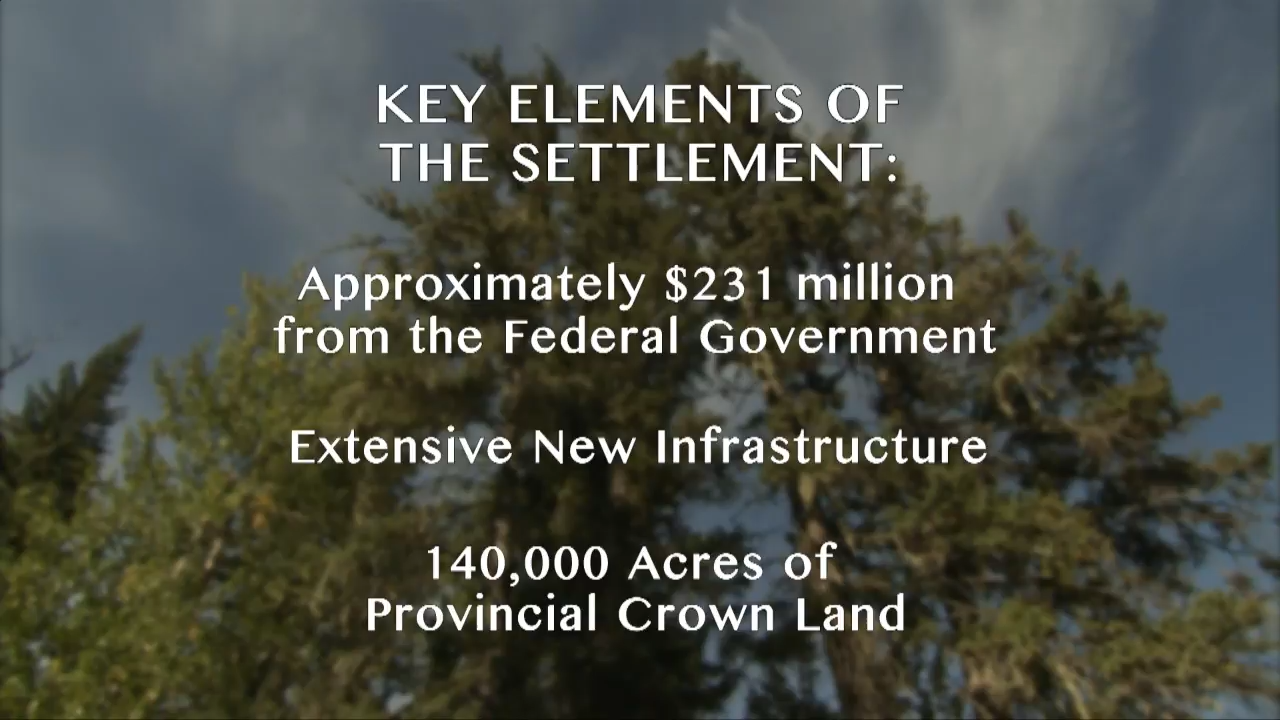 KEY ELEMENTS OF
THE SETTLEMENT:
Approximately $231 million
from the Federal Government
Extensive New Infrastructure
140,000 Acres of
Provincial Crown Land